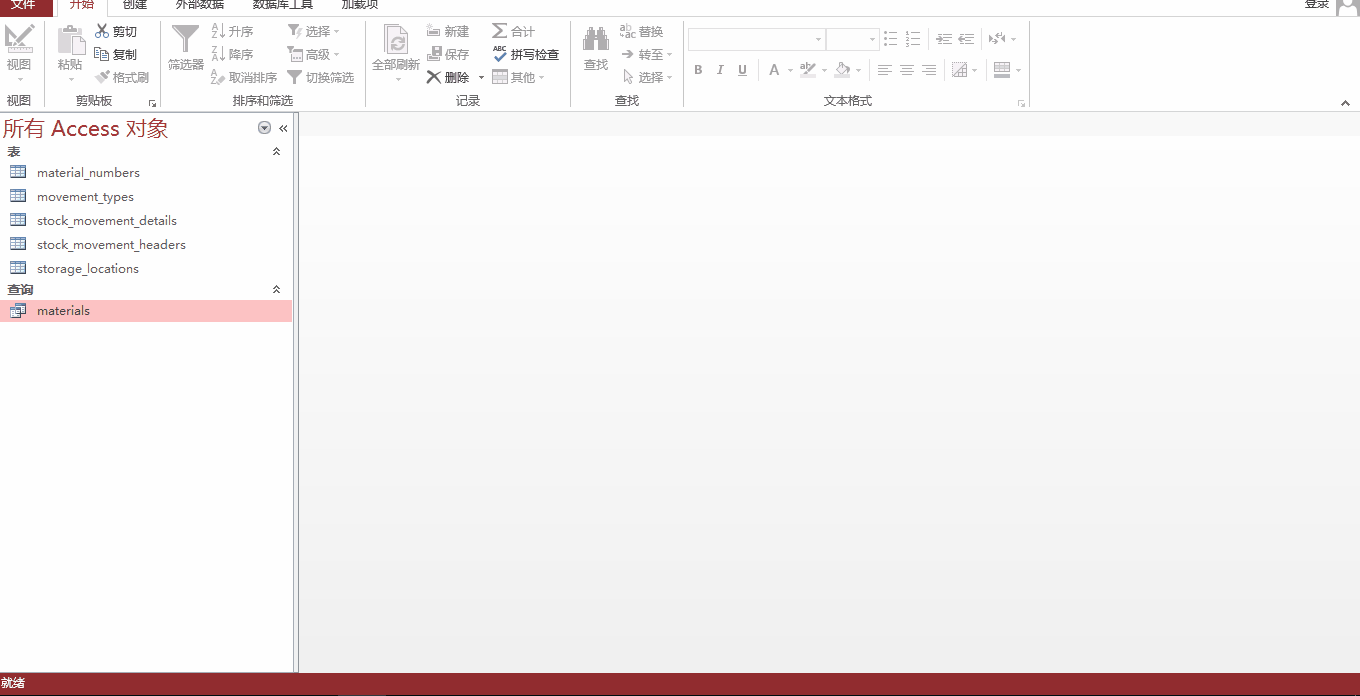 文件 开始 创建 外部数据 数据库工具 加载项 登录
视图
视图
粘贴
剪切
复制
格式刷
剪贴板
筛选器
升序
降序
取消排序
选择
高级
切换筛选
排序和筛选
全部刷新
新建
保存
删除
合计
拼写检查
其他
记录
查找
替换
转至
选择
查找
B I U A
文本格式
所有 Access 对象
表
material_numbers
movement_types
stock_movement_details
stock_movement_headers
storage_locations
查询
materials
就绪